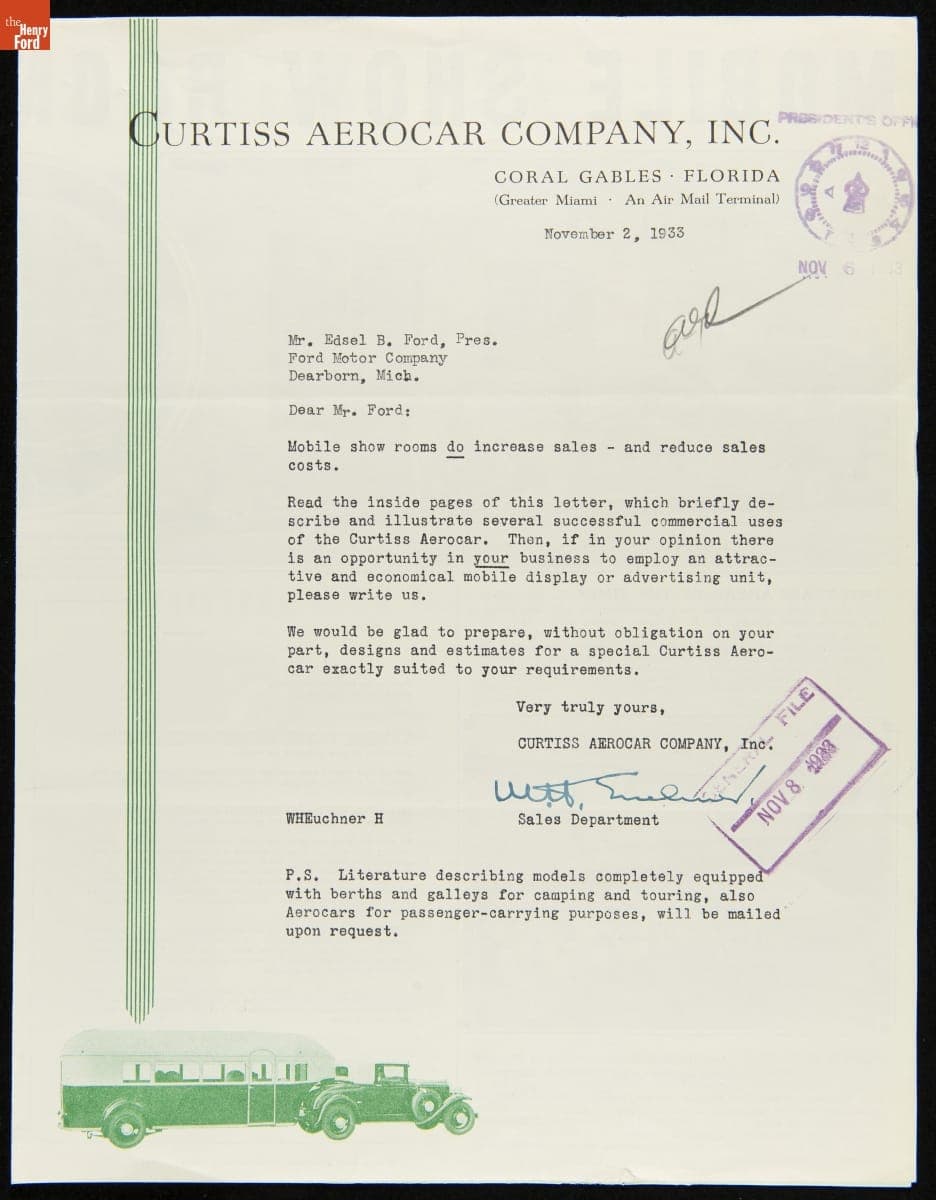 the
Henry
Ford
CURTISS AEROCAR COMPANY, INC.
CORAL GABLES · FLORIDA
(Greater Miami · An Air Mail Terminal)
PRESIDENT'S OFFI
NOV 6
November 2, 1933
Mr. Edsel B. Ford, Pres.
Ford Motor Company
Dearborn, Mich.
Dear Mr. Ford:
Mobile show rooms do increase sales - and reduce sales
costs.
Read the inside pages of this letter, which briefly de-
scribe and illustrate several successful commercial uses
of the Curtiss Aerocar. Then, if in your opinion there
is an opportunity in your business to employ an attrac-
tive and economical mobile display or advertising unit,
please write us.
We would be glad to prepare, without obligation on your
part, designs and estimates for a special Curtiss Aero-
car exactly suited to your requirements.
Very truly yours,
CURTISS AEROCAR COMPANY, Inc.
W.H. Euchner.
WHEuchner H
Sales Department
GENERAL FILE
NOV 8 1933
P.S. Literature describing models completely equipped
with berths and galleys for camping and touring, also
Aerocars for passenger-carrying purposes, will be mailed
upon request.